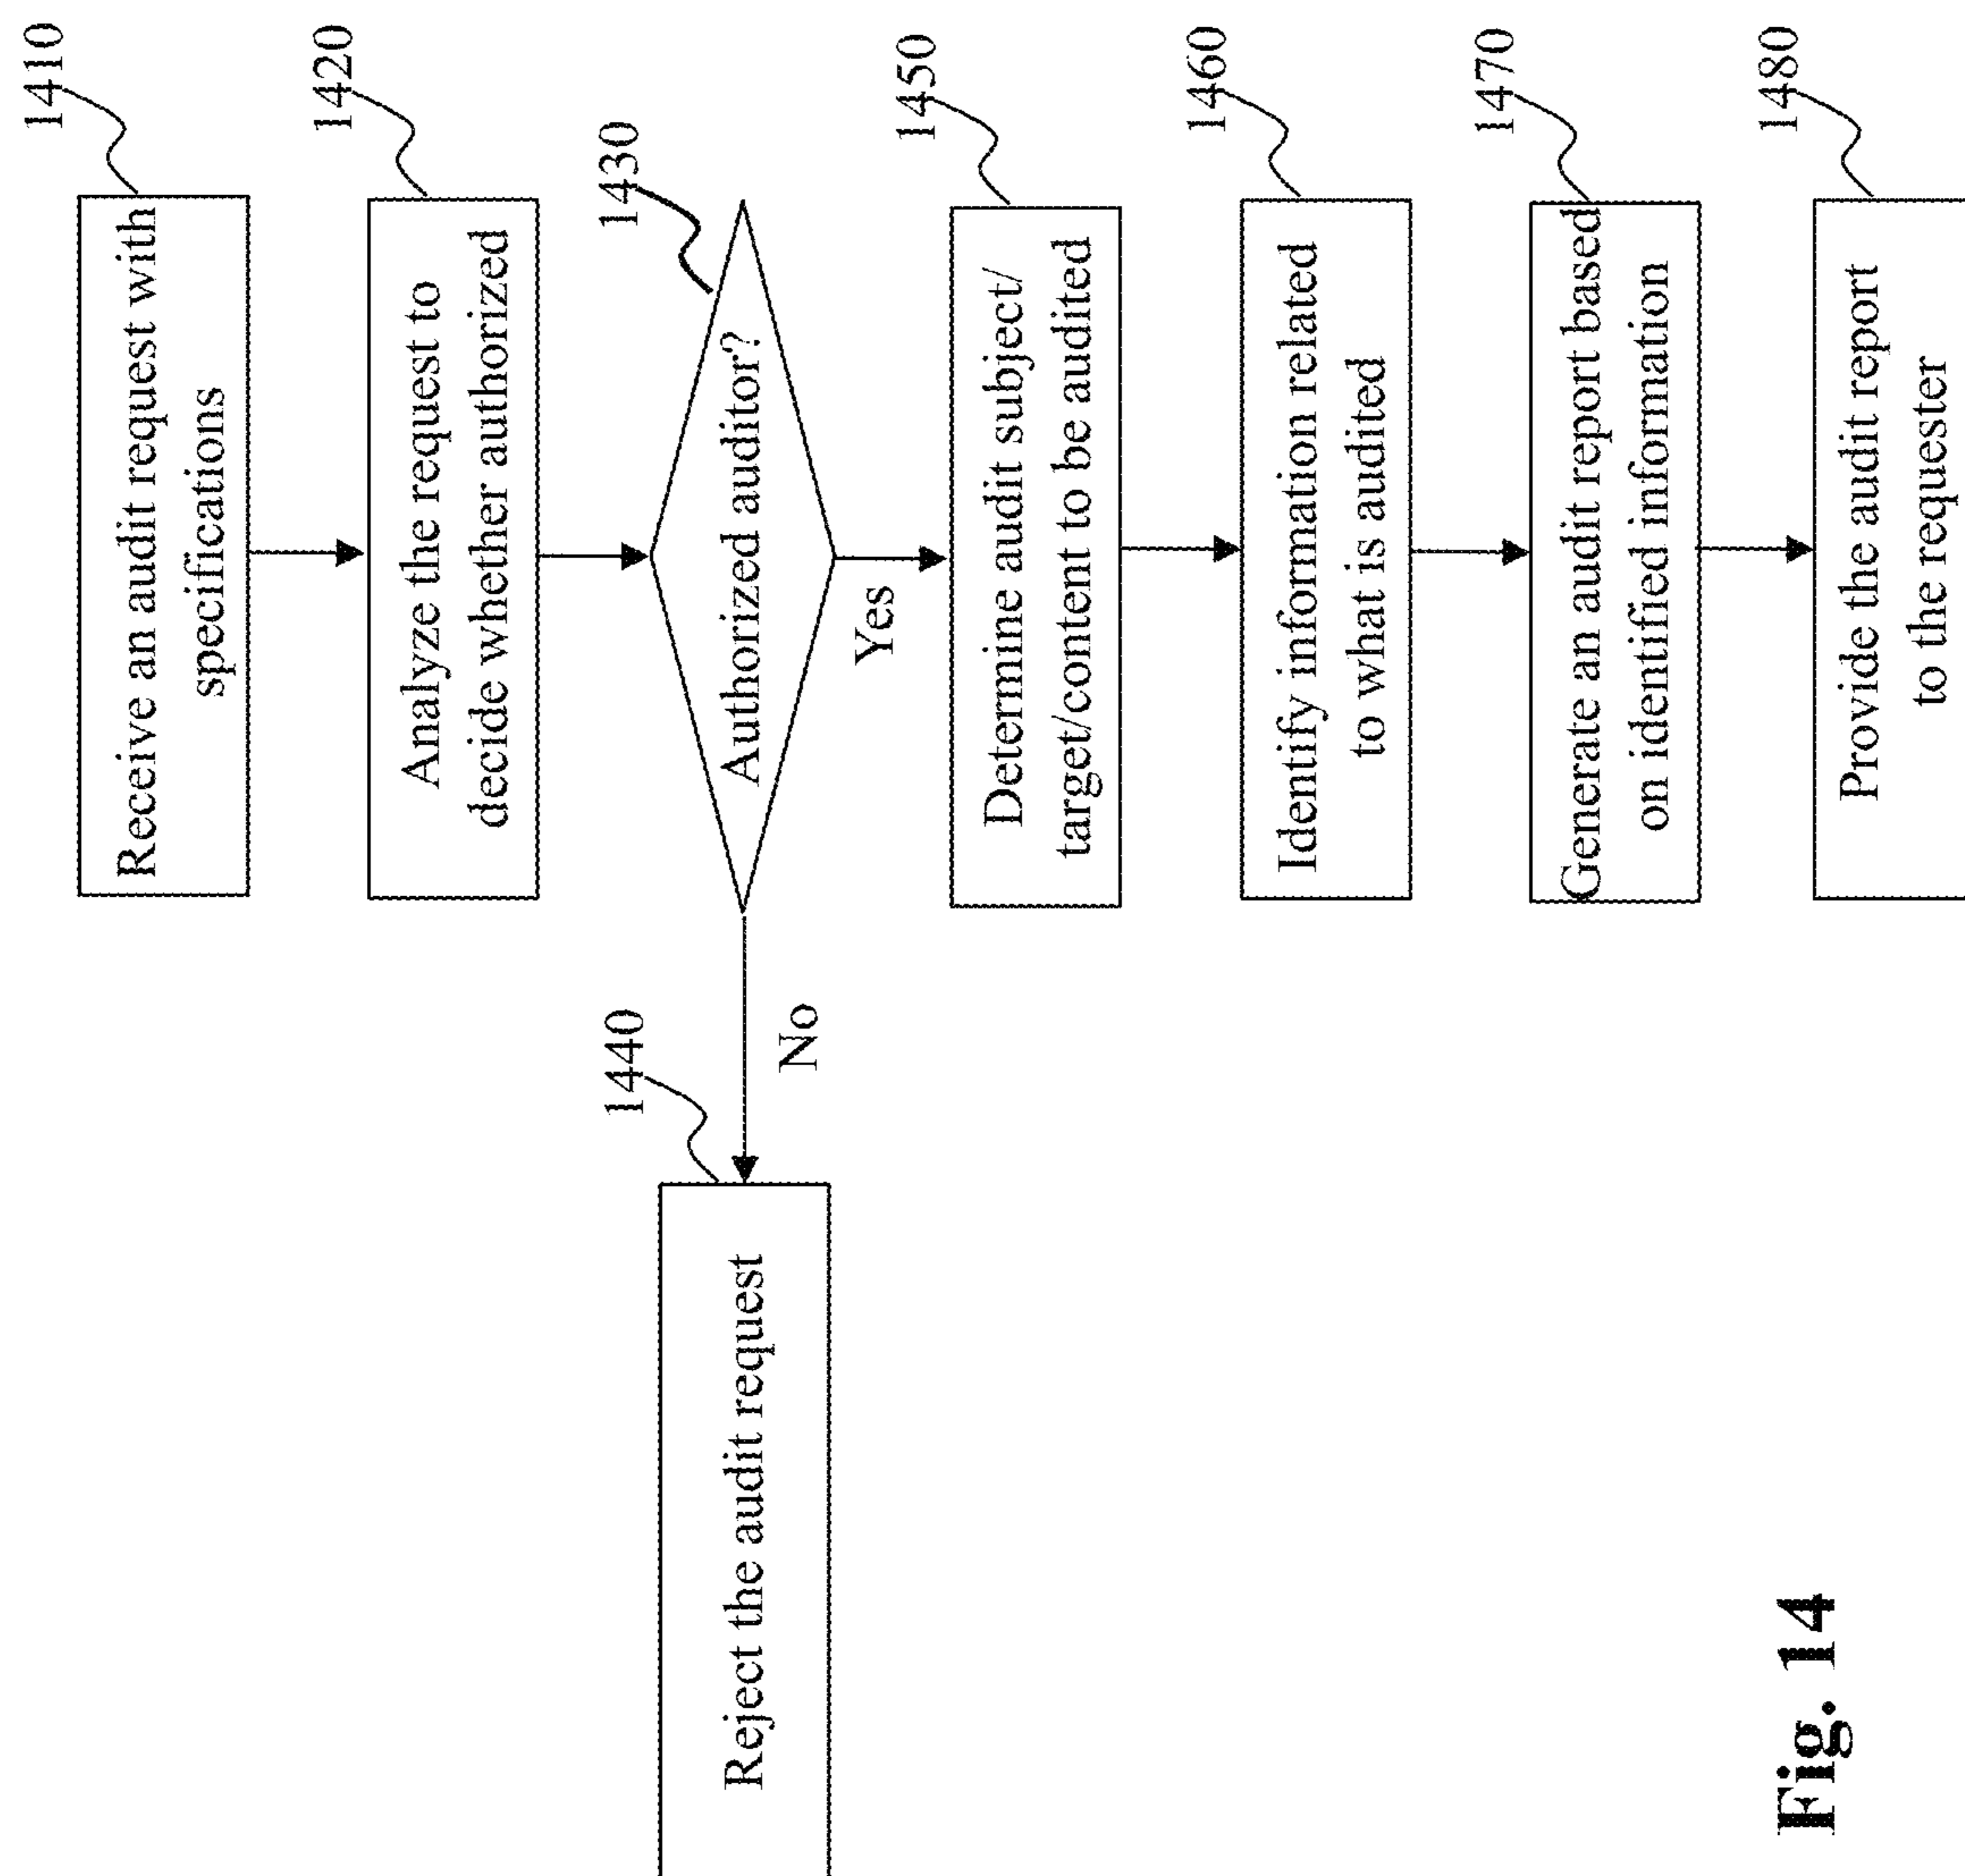 1410
Receive an audit request with
specifications
1420
Analyze the request to
decide whether authorized
1430
Authorized auditor?
No
1440
Reject the audit request
Yes
1450
Determine audit subject/
target/content to be audited
1460
Identify information related
to what is audited
1470
Generate an audit report based
on identified information
1480
Provide the audit report
to the requester
Fig. 14